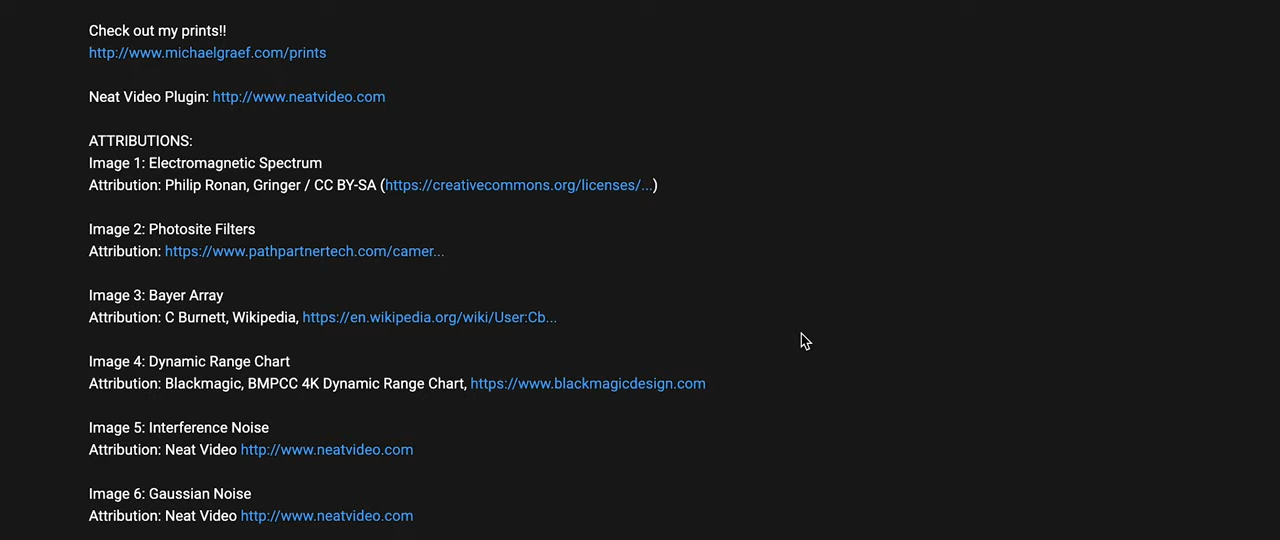 Check out my prints!!
http://www.michaelgraef.com/prints
Neat Video Plugin: http://www.neatvideo.com
ATTRIBUTIONS:
Image 1: Electromagnetic Spectrum
Attribution: Philip Ronan, Gringer / CC BY-SA (https://creativecommons.org/licenses/...)
Image 2: Photosite Filters
Attribution: https://www.pathpartnertech.com/camer...
Image 3: Bayer Array
Attribution: C Burnett, Wikipedia, https://en.wikipedia.org/wiki/User:Cb...
Image 4: Dynamic Range Chart
Attribution: Blackmagic, BMPCC 4K Dynamic Range Chart, https://www.blackmagicdesign.com
Image 5: Interference Noise
Attribution: Neat Video http://www.neatvideo.com
Image 6: Gaussian Noise
Attribution: Neat Video http://www.neatvideo.com